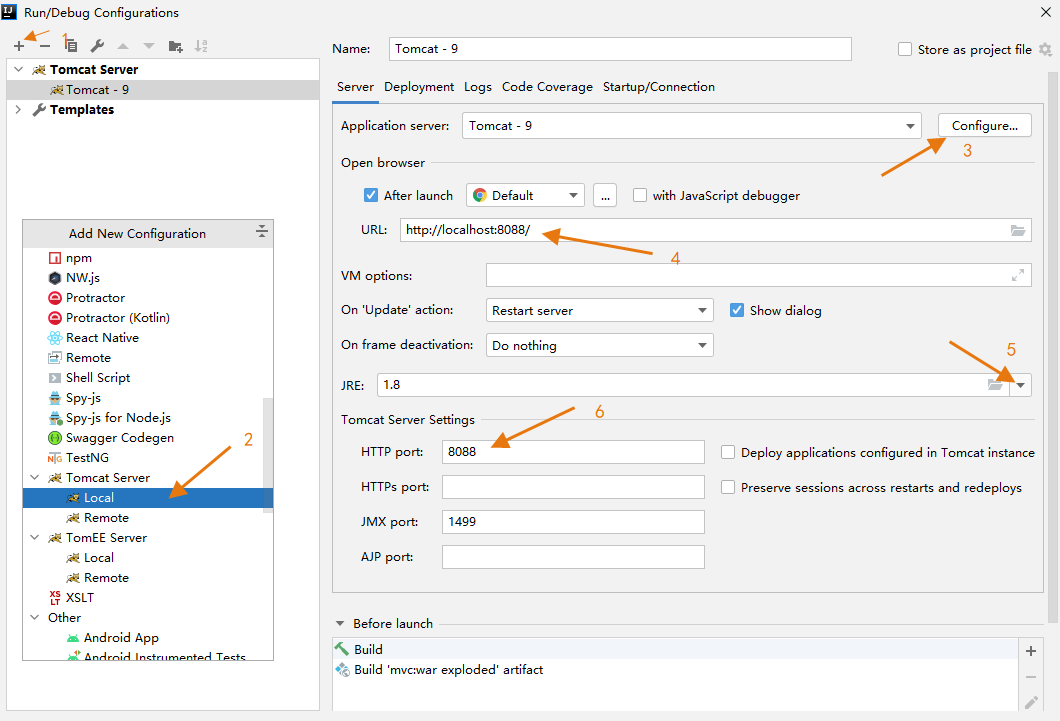 IJ Run/Debug Configurations
1
Tomcat Server
Tomcat - 9
Templates
Add New Configuration
npm
NW.js
Protractor
Protractor (Kotlin)
React Native
Remote
Shell Script
Spy-js
Spy-js for Node.js
Swagger Codegen
TestNG
2
Tomcat Server
Local
Remote
TomEE Server
Local
Remote
XSLT
Other
Android App
Android Instrumented Tests
Name: Tomcat - 9 Store as project file
Server Deployment Logs Code Coverage Startup/Connection
Application server: Tomcat - 9 Configure...
3
Open browser
After launch Default ... with JavaScript debugger
URL: http://localhost:8088/
4
VM options:
On 'Update' action: Restart server Show dialog
On frame deactivation: Do nothing
5
JRE: 1.8
Tomcat Server Settings
6
HTTP port: 8088 Deploy applications configured in Tomcat instance
HTTPs port: Preserve sessions across restarts and redeploys
JMX port: 1499
AJP port:
Before launch
Build
Build 'mvc:war exploded' artifact